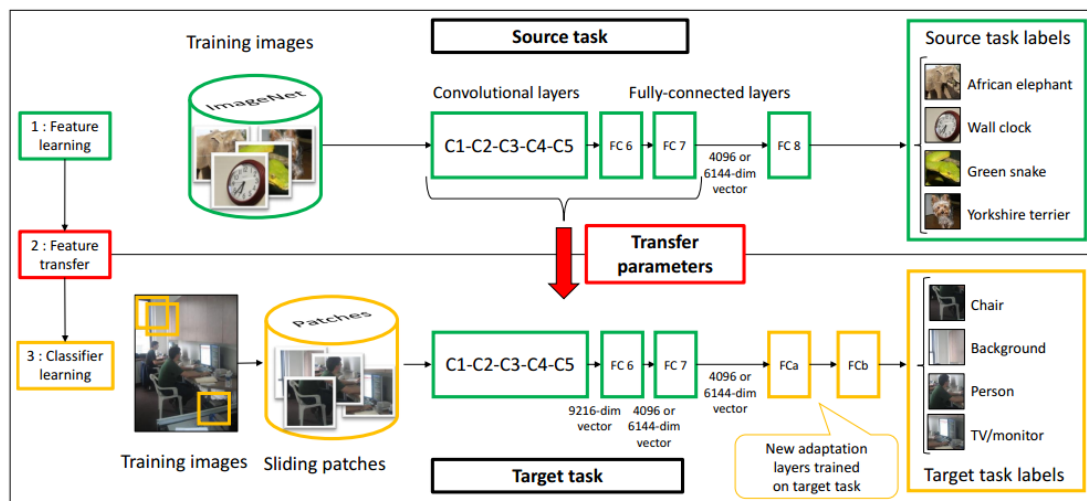 Source task
Training images
ImageNet
Convolutional layers
Fully-connected layers
Source task labels
African elephant
Wall clock
Green snake
Yorkshire terrier
1 : Feature
learning
C1-C2-C3-C4-C5
FC 6
FC 7
4096 or
6144-dim
vector
FC 8
2 : Feature
transfer
Transfer
parameters
3 : Classifier
learning
Patches
C1-C2-C3-C4-C5
FC 6
FC 7
9216-dim
vector
4096 or
6144-dim
vector
4096 or
6144-dim
vector
FCa
FCb
Chair
Background
Person
TV/monitor
New adaptation
layers trained
on target task
Training images
Sliding patches
Target task
Target task labels